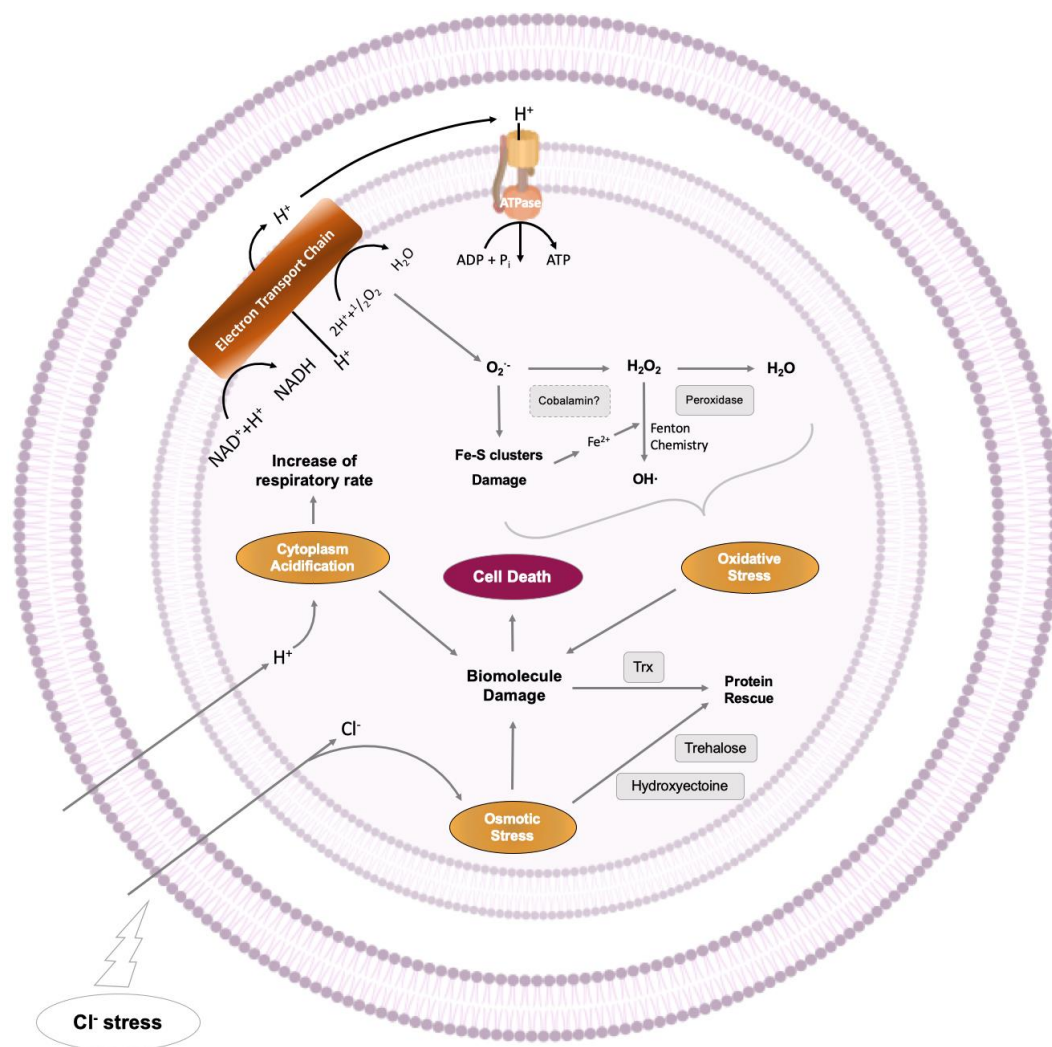 H⁺
ATPase
ADP + Pᵢ
ATP
H⁺
Electron Transport Chain
H₂O
2H⁺+¹/₂O₂
H⁺
NADH
NAD⁺+H⁺
O₂·⁻
H₂O₂
H₂O
Cobalamin?
Peroxidase
Fe²⁺
Fenton
Chemistry
Fe-S clusters
Damage
OH·
Increase of
respiratory rate
Cytoplasm
Acidification
Cell Death
Oxidative
Stress
H⁺
Biomolecule
Damage
Trx
Protein
Rescue
Cl⁻
Trehalose
Hydroxyectoine
Osmotic
Stress
Cl⁻ stress